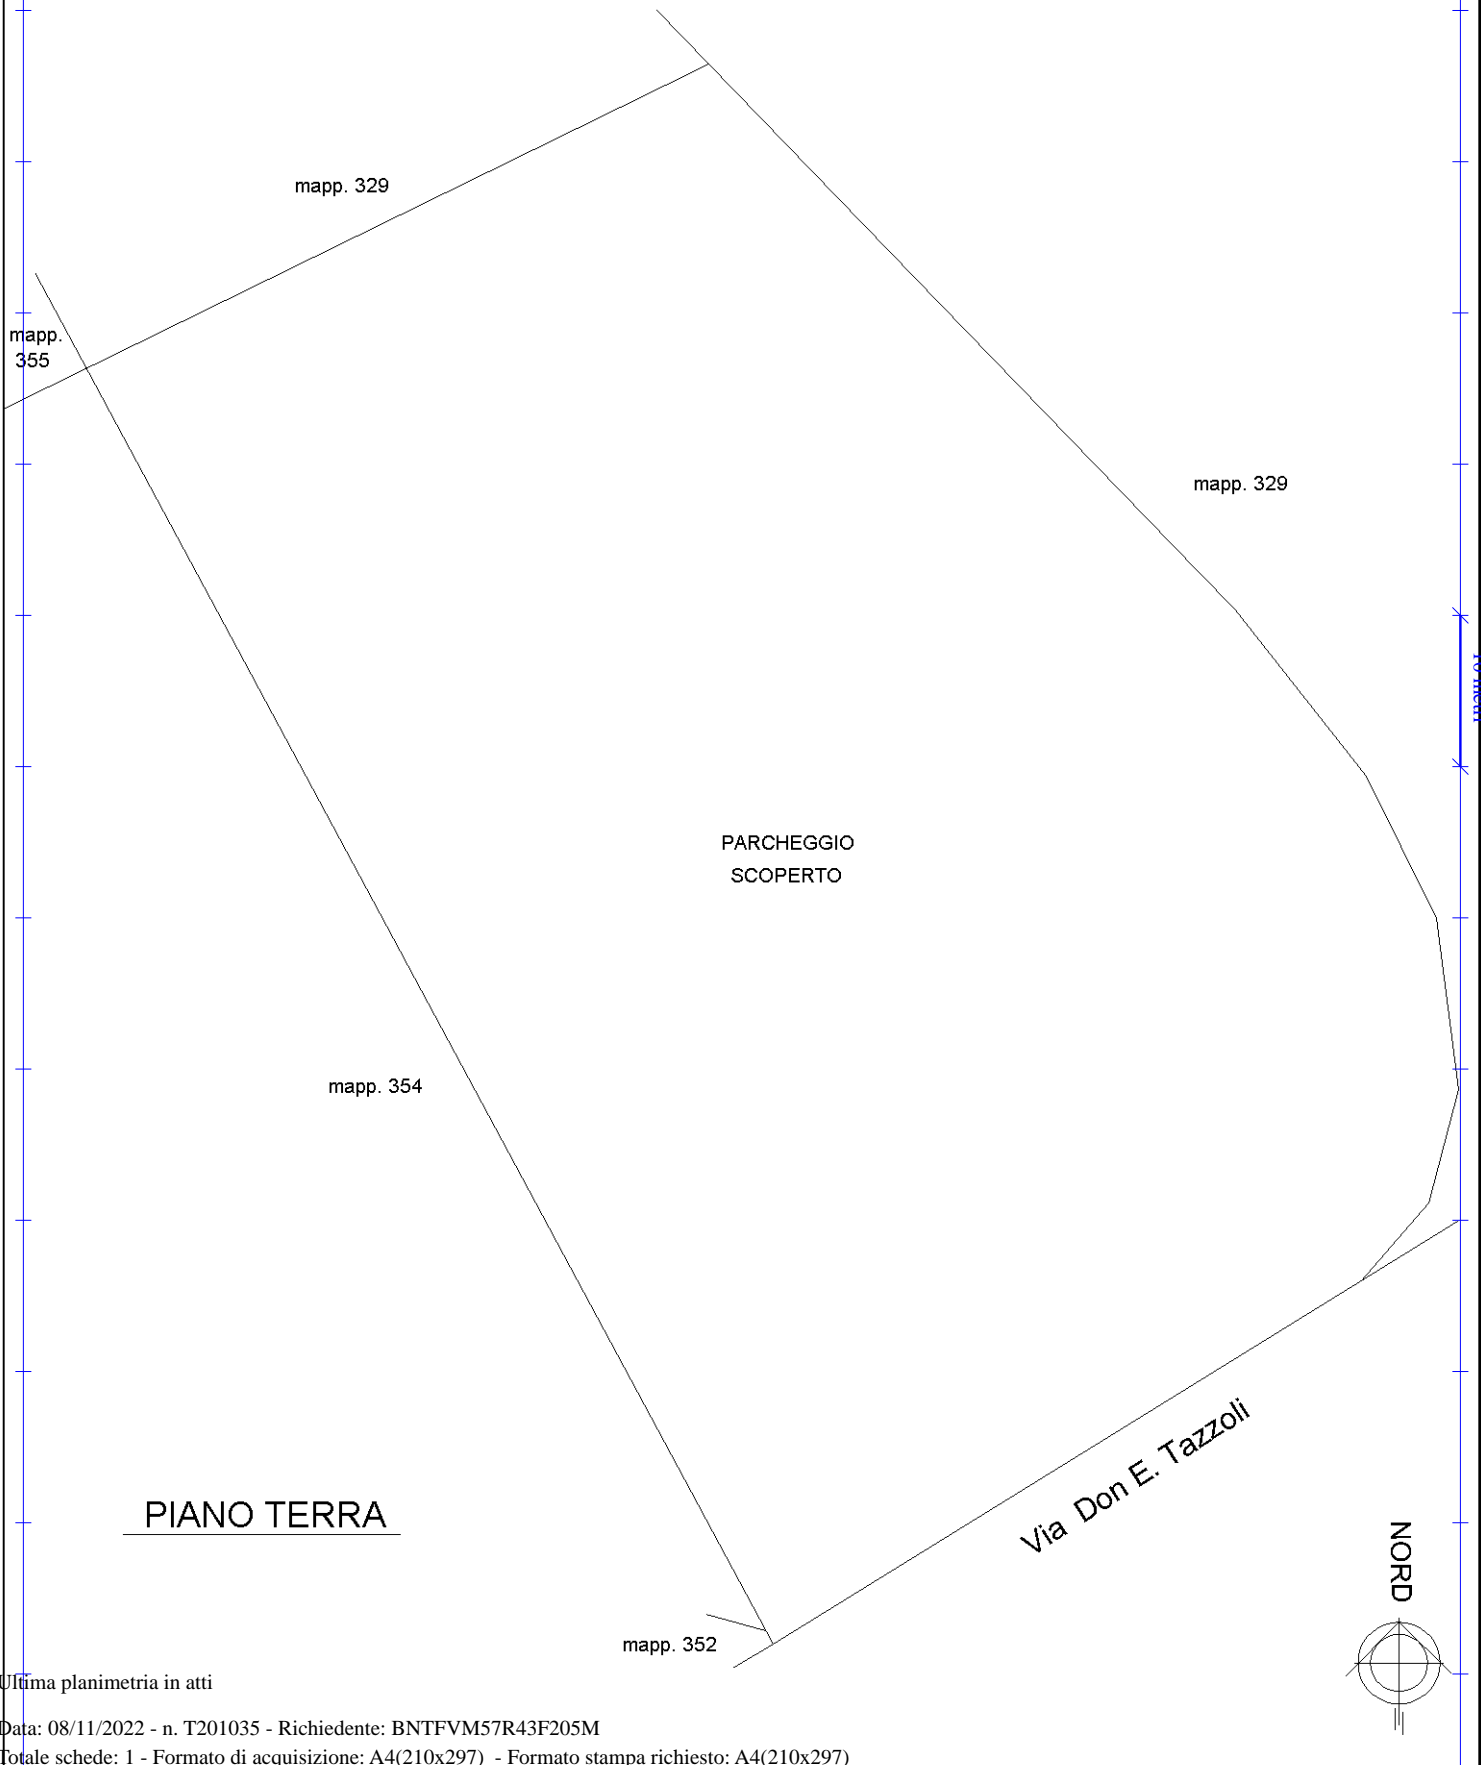 mapp. 329
mapp.
355
mapp. 329
PARCHEGGIO
SCOPERTO
mapp. 354
Via Don E. Tazzoli
PIANO TERRA
NORD
mapp. 352
Ultima planimetria in atti
Data: 08/11/2022 - n. T201035 - Richiedente: BNTFVM57R43F205M
Totale schede: 1 - Formato di acquisizione: A4(210x297) - Formato stampa richiesto: A4(210x297)